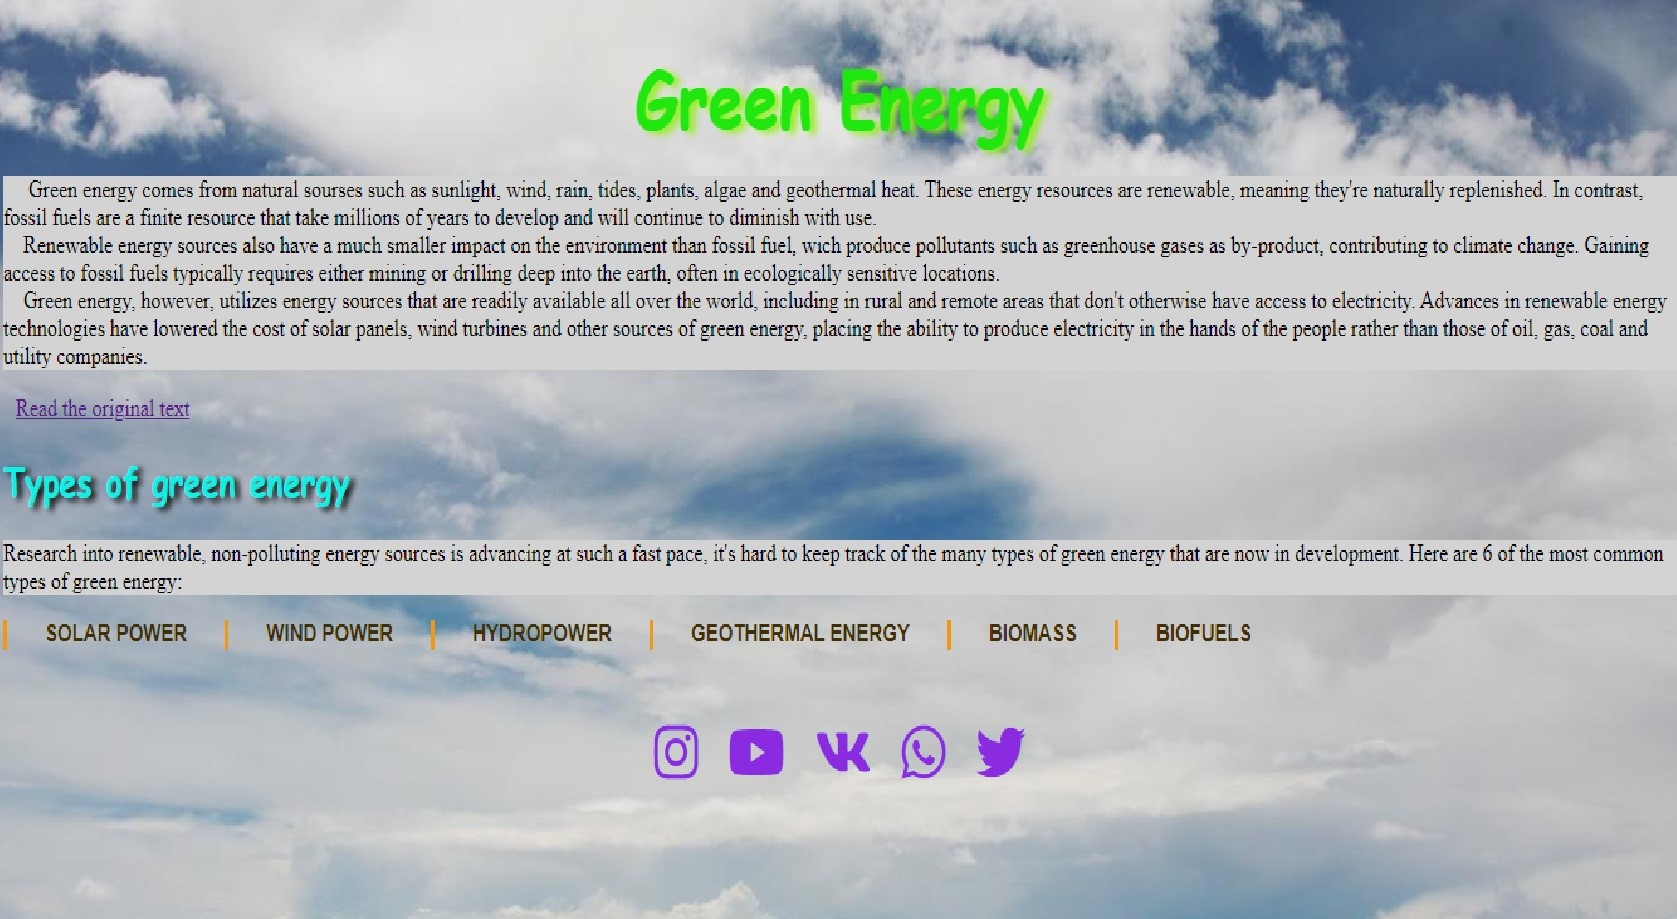 Green Energy
Green energy comes from natural sourses such as sunlight, wind, rain, tides, plants, algae and geothermal heat. These energy resources are renewable, meaning they're naturally replenished. In contrast,
fossil fuels are a finite resource that take millions of years to develop and will continue to diminish with use.
Renewable energy sources also have a much smaller impact on the environment than fossil fuel, wich produce pollutants such as greenhouse gases as by-product, contributing to climate change. Gaining
access to fossil fuels typically requires either mining or drilling deep into the earth, often in ecologically sensitive locations.
Green energy, however, utilizes energy sources that are readily available all over the world, including in rural and remote areas that don't otherwise have access to electricity. Advances in renewable energy
technologies have lowered the cost of solar panels, wind turbines and other sources of green energy, placing the ability to produce electricity in the hands of the people rather than those of oil, gas, coal and
utility companies.
Read the original text
Types of green energy
Research into renewable, non-polluting energy sources is advancing at such a fast pace, it's hard to keep track of the many types of green energy that are now in development. Here are 6 of the most common
types of green energy:
SOLAR POWER WIND POWER HYDROPOWER GEOTHERMAL ENERGY BIOMASS BIOFUELS